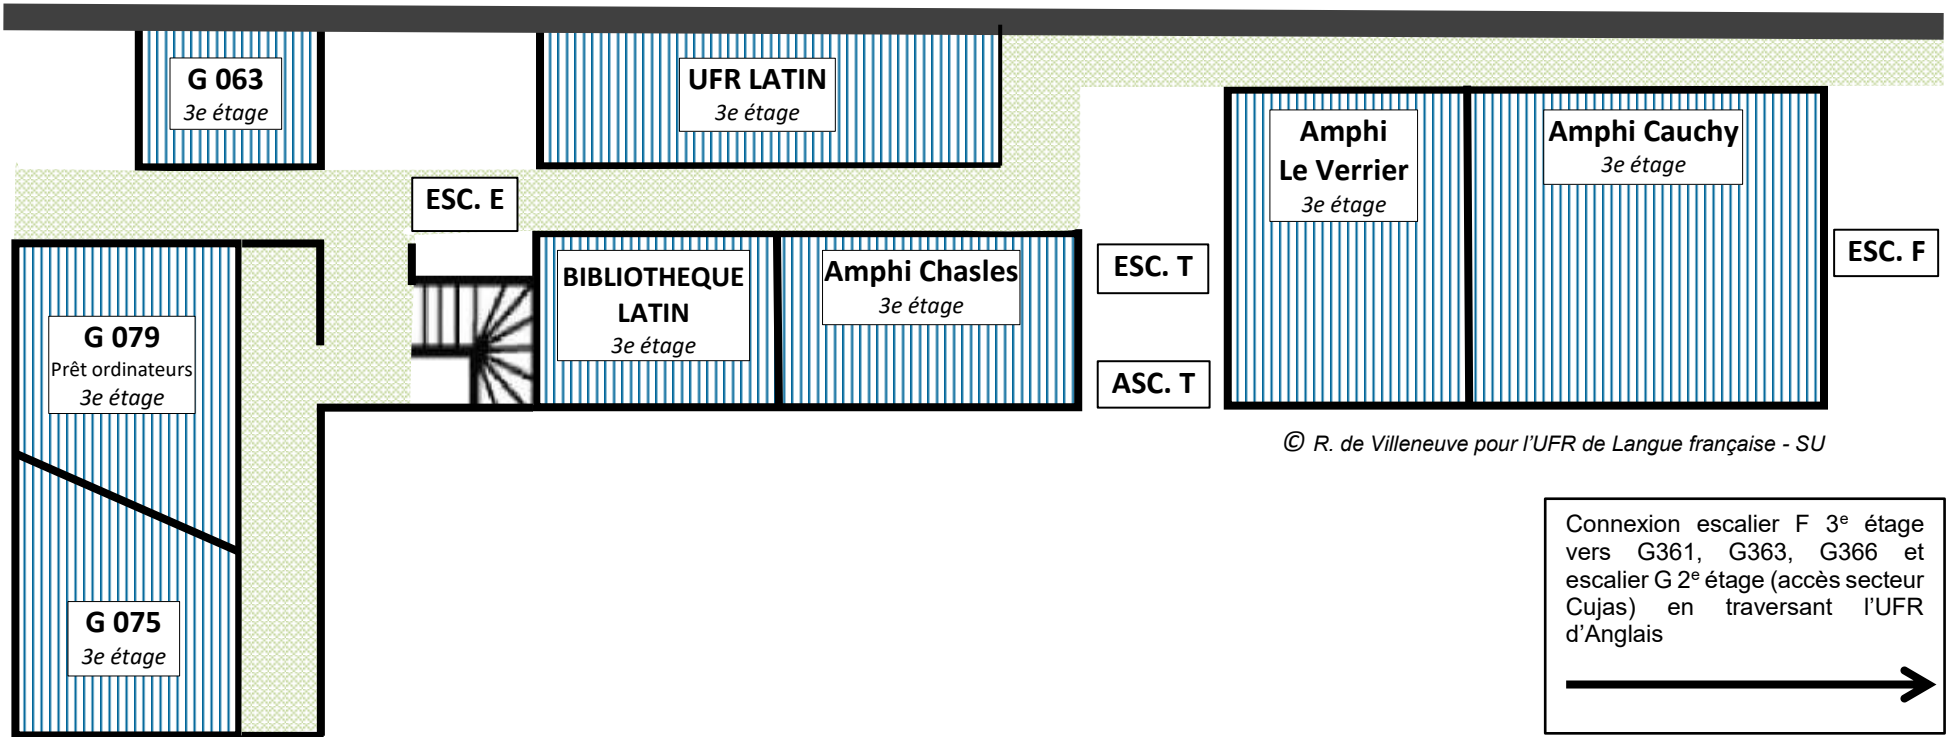 G 063
3e étage
UFR LATIN
3e étage
Amphi
Le Verrier
3e étage
Amphi Cauchy
3e étage
ESC. E
ESC. T
ESC. F
BIBLIOTHEQUE
LATIN
3e étage
Amphi Chasles
3e étage
G 079
Prêt ordinateurs
3e étage
ASC. T
© R. de Villeneuve pour l’UFR de Langue française - SU
G 075
3e étage
Connexion escalier F 3e étage
vers G361, G363, G366 et
escalier G 2e étage (accès secteur
Cujas) en traversant l’UFR
d’Anglais